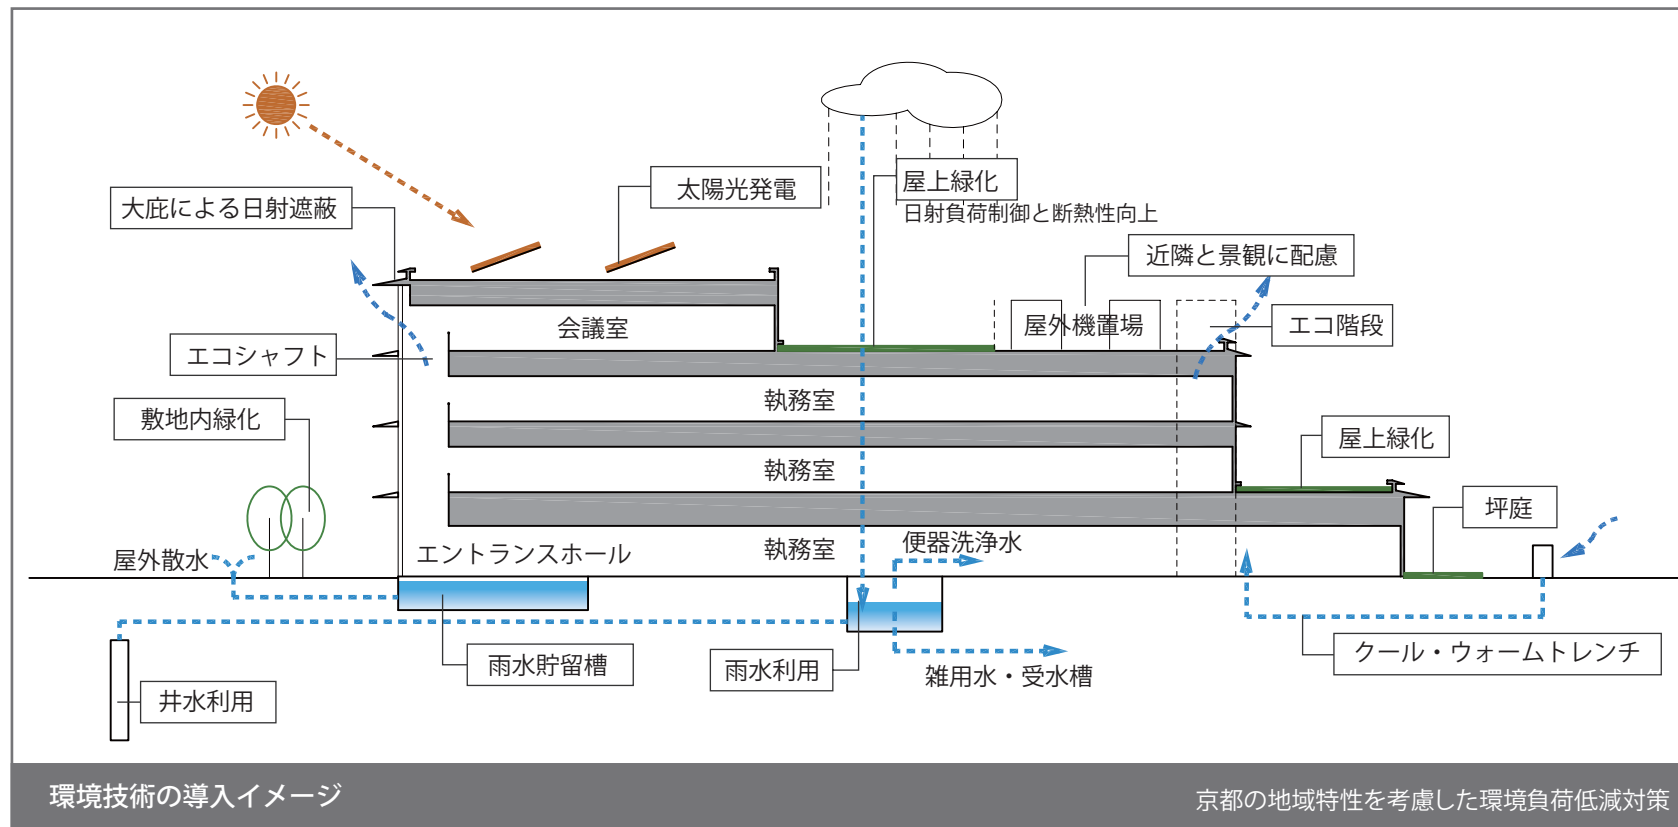 太陽光発電
屋上緑化
大庇による日射遮蔽
日射負荷制御と断熱性向上
近隣と景観に配慮
会議室
屋外機置場
エコ階段
エコシャフト
執務室
敷地内緑化
屋上緑化
執務室
坪庭
屋外散水
エントランスホール
執務室
便器洗浄水
クール・ウォームトレンチ
雨水貯留槽
雨水利用
雑用水・受水槽
井水利用
環境技術の導入イメージ
京都の地域特性を考慮した環境負荷低減対策